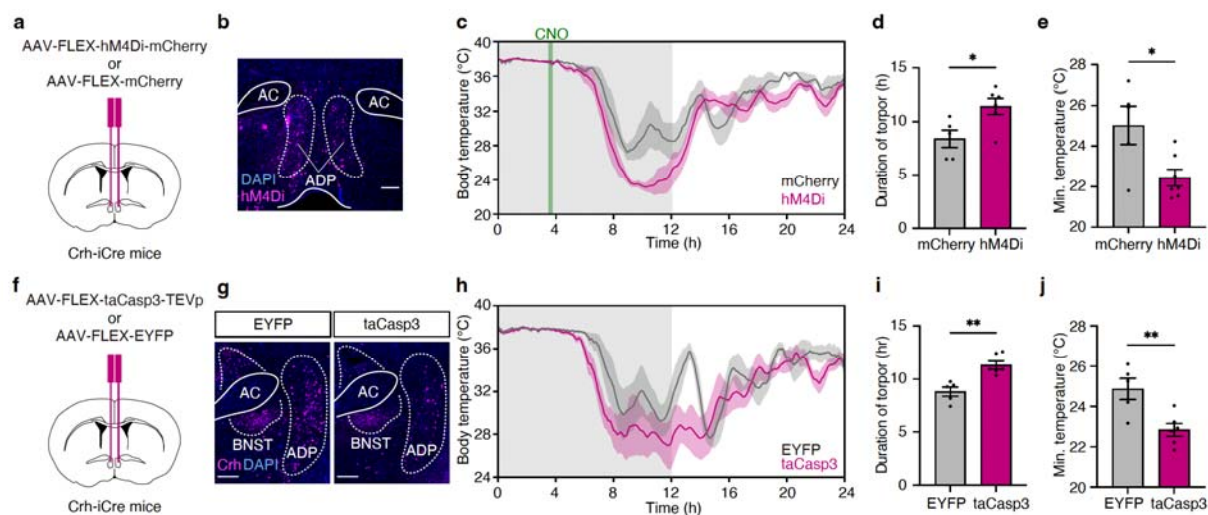 a
AAV-FLEX-hM4Di-mCherry
or
AAV-FLEX-mCherry
Crh-iCre mice
b
AC
AC
ADP
DAPI
hM4Di
c
CNO
Body temperature (°C)
40
36
32
28
24
20
mCherry
hM4Di
0 4 8 12 16 20 24
Time (h)
d
Duration of torpor (h)
15
10
5
0
*
mCherry hM4Di
e
Min. temperature (°C)
28
26
24
22
20
*
mCherry hM4Di
f
AAV-FLEX-taCasp3-TEVp
or
AAV-FLEX-EYFP
Crh-iCre mice
g
EYFP
taCasp3
AC
BNST
ADP
Crh DAPI
AC
BNST
ADP
h
Body temperature (°C)
40
36
32
28
24
EYFP
taCasp3
0 4 8 12 16 20 24
Time (h)
i
Duration of torpor (hr)
15
10
5
0
**
EYFP taCasp3
j
Min. temperature (°C)
28
26
24
22
20
**
EYFP taCasp3